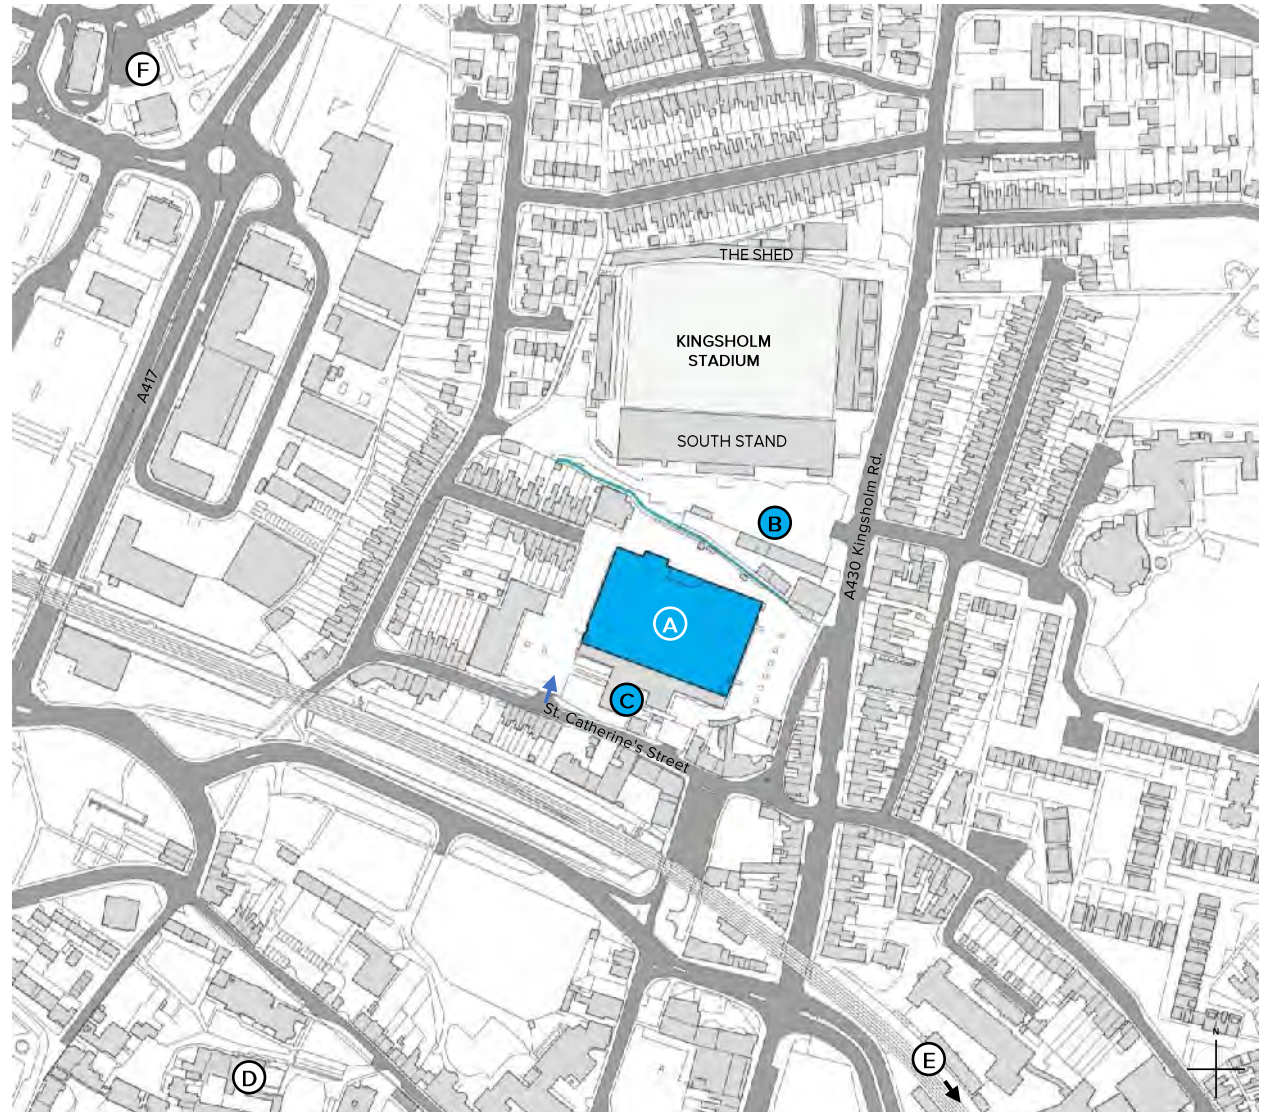 F
THE SHED
KINGSHOLM
STADIUM
A417
SOUTH STAND
A430 Kingsholm Rd.
B
A
C
St. Catherine's Street
N
E
D